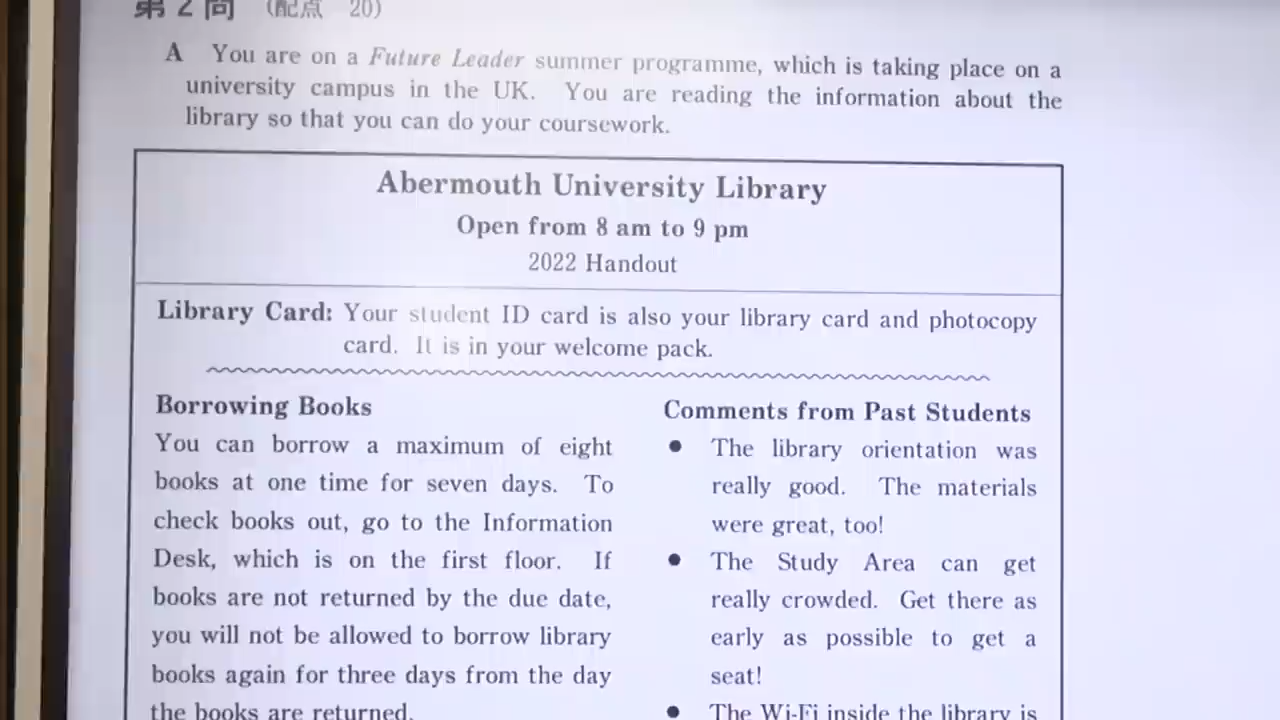 第2問 (配点 20)
A You are on a Future Leader summer programme, which is taking place on a
university campus in the UK. You are reading the information about the
library so that you can do your coursework.
Abermouth University Library
Open from 8 am to 9 pm
2022 Handout
Library Card: Your student ID card is also your library card and photocopy
card. It is in your welcome pack.
Borrowing Books
You can borrow a maximum of eight
books at one time for seven days. To
check books out, go to the Information
Desk, which is on the first floor. If
books are not returned by the due date,
you will not be allowed to borrow library
books again for three days from the day
the books are returned.
Comments from Past Students
● The library orientation was
really good. The materials
were great, too!
● The Study Area can get
really crowded. Get there as
early as possible to get a
seat!
● The Wi-Fi inside the library is